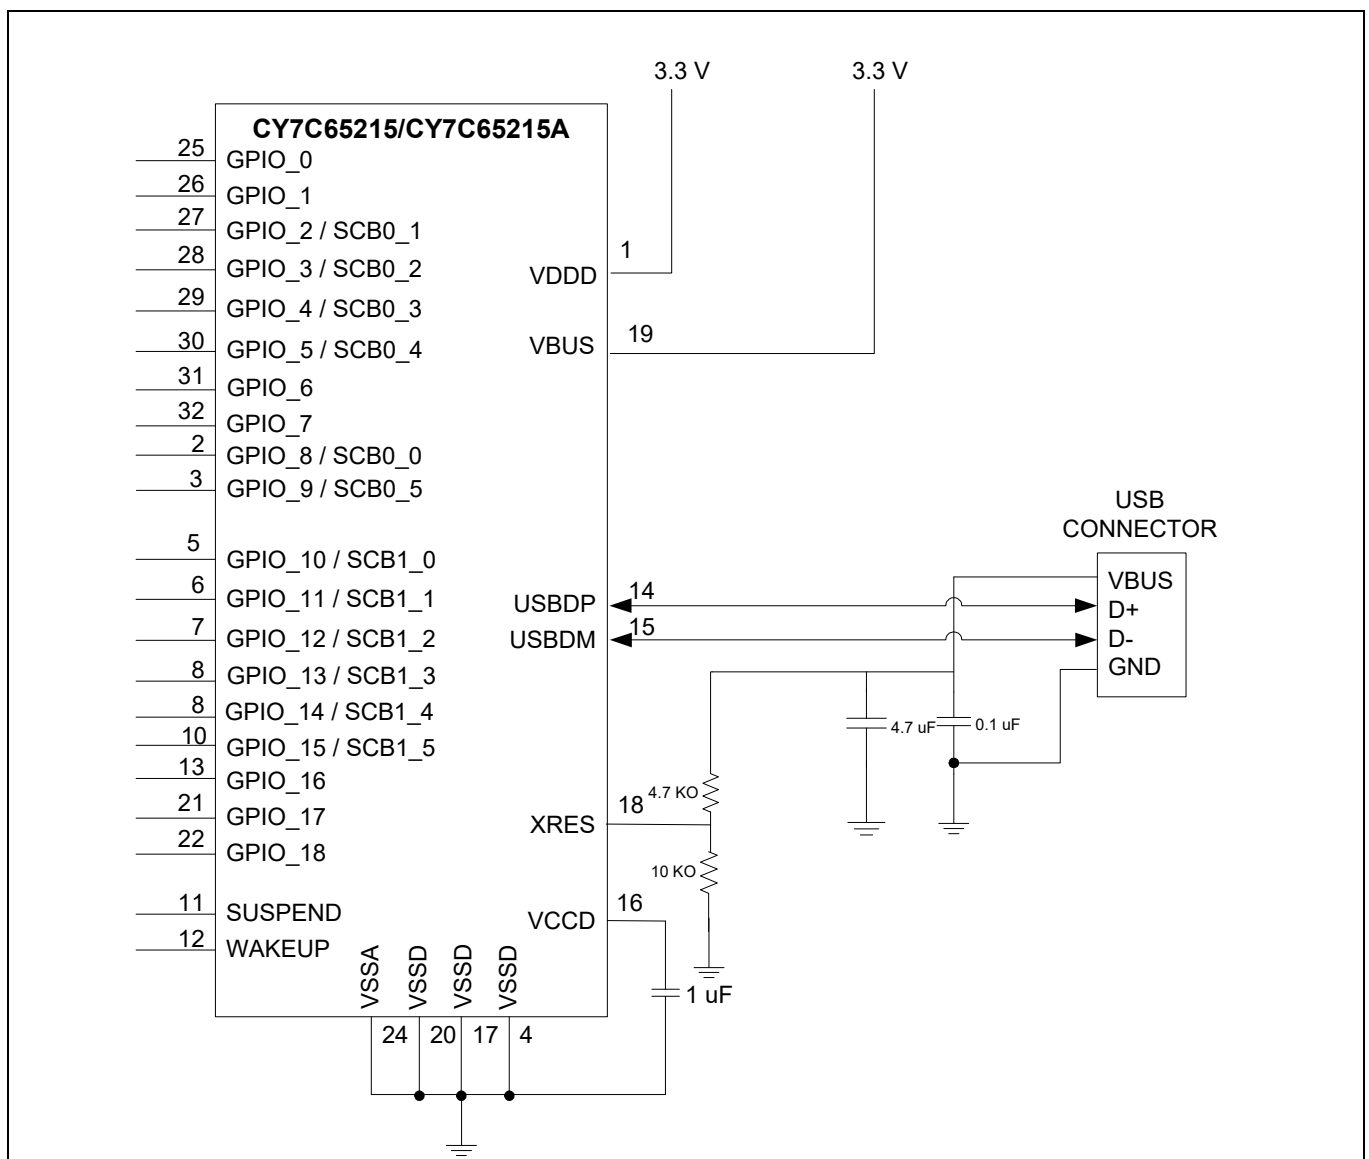 3.3 V
3.3 V
CY7C65215/CY7C65215A
25
GPIO_0
26
GPIO_1
27
GPIO_2 / SCB0_1
28
GPIO_3 / SCB0_2
29
GPIO_4 / SCB0_3
30
GPIO_5 / SCB0_4
31
GPIO_6
32
GPIO_7
2
GPIO_8 / SCB0_0
3
GPIO_9 / SCB0_5
5
GPIO_10 / SCB1_0
6
GPIO_11 / SCB1_1
7
GPIO_12 / SCB1_2
8
GPIO_13 / SCB1_3
8
GPIO_14 / SCB1_4
10
GPIO_15 / SCB1_5
13
GPIO_16
21
GPIO_17
22
GPIO_18
11
SUSPEND
12
WAKEUP
VDDD
1
VBUS
19
USBDP
14
USBDM
15
XRES
18
VCCD
16
VSSA
VSSD
VSSD
VSSD
24
20
17
4
4.7 KO
10 KO
1 uF
4.7 uF
0.1 uF
USB
CONNECTOR
VBUS
D+
D-
GND